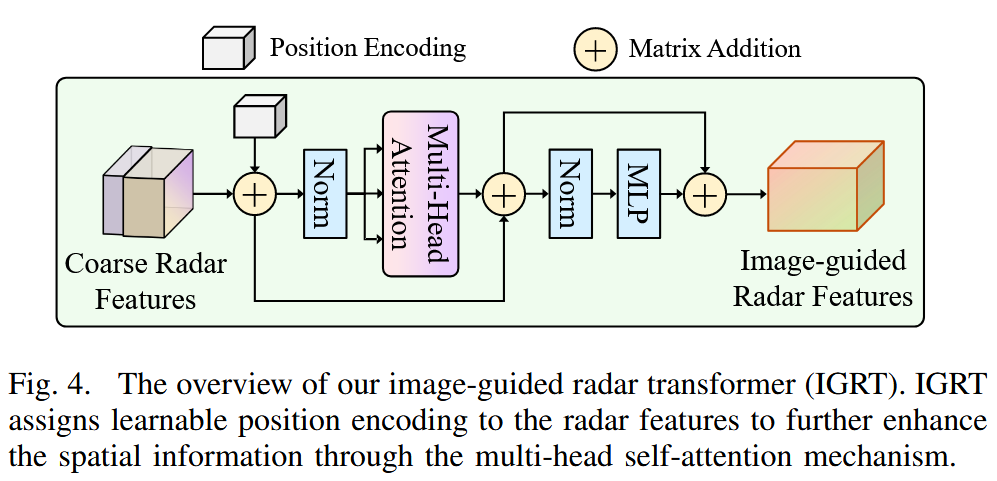 Position Encoding
Matrix Addition
Coarse Radar
Features
Norm
Multi-Head
Attention
Norm
MLP
Image-guided
Radar Features
Fig. 4. The overview of our image-guided radar transformer (IGRT). IGRT
assigns learnable position encoding to the radar features to further enhance
the spatial information through the multi-head self-attention mechanism.